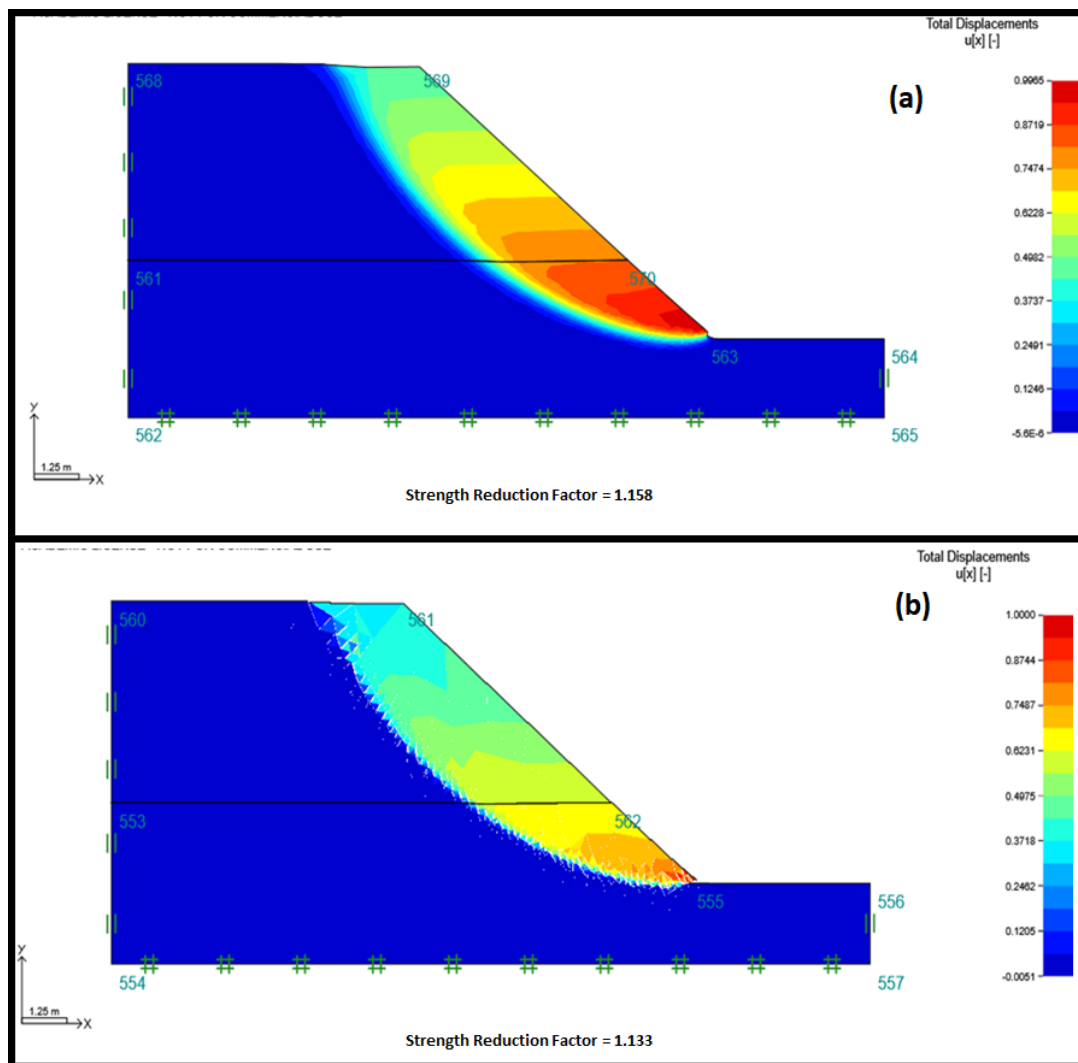 Total Displacements
u[x] [-]
(a)
568
569
0.9965
0.8719
0.7474
0.6228
0.4982
0.3737
0.2491
0.1246
-5.6E-6
561
570
563
564
562
565
Y
1.25 m
X
Strength Reduction Factor = 1.158
Total Displacements
u[x] [-]
(b)
560
561
1.0000
0.8744
0.7487
0.6231
0.4975
0.3718
0.2462
0.1205
-0.0051
553
562
555
556
554
557
Y
1.25 m
X
Strength Reduction Factor = 1.133